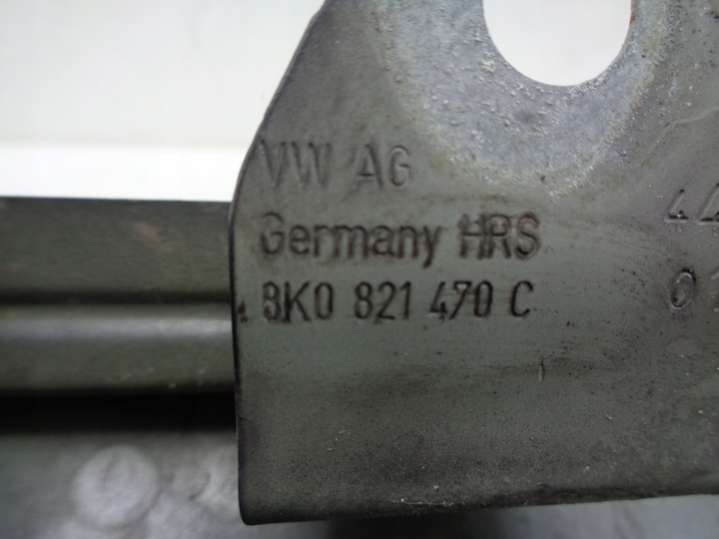 VW AG
Germany HRS
8K0 821 470 C